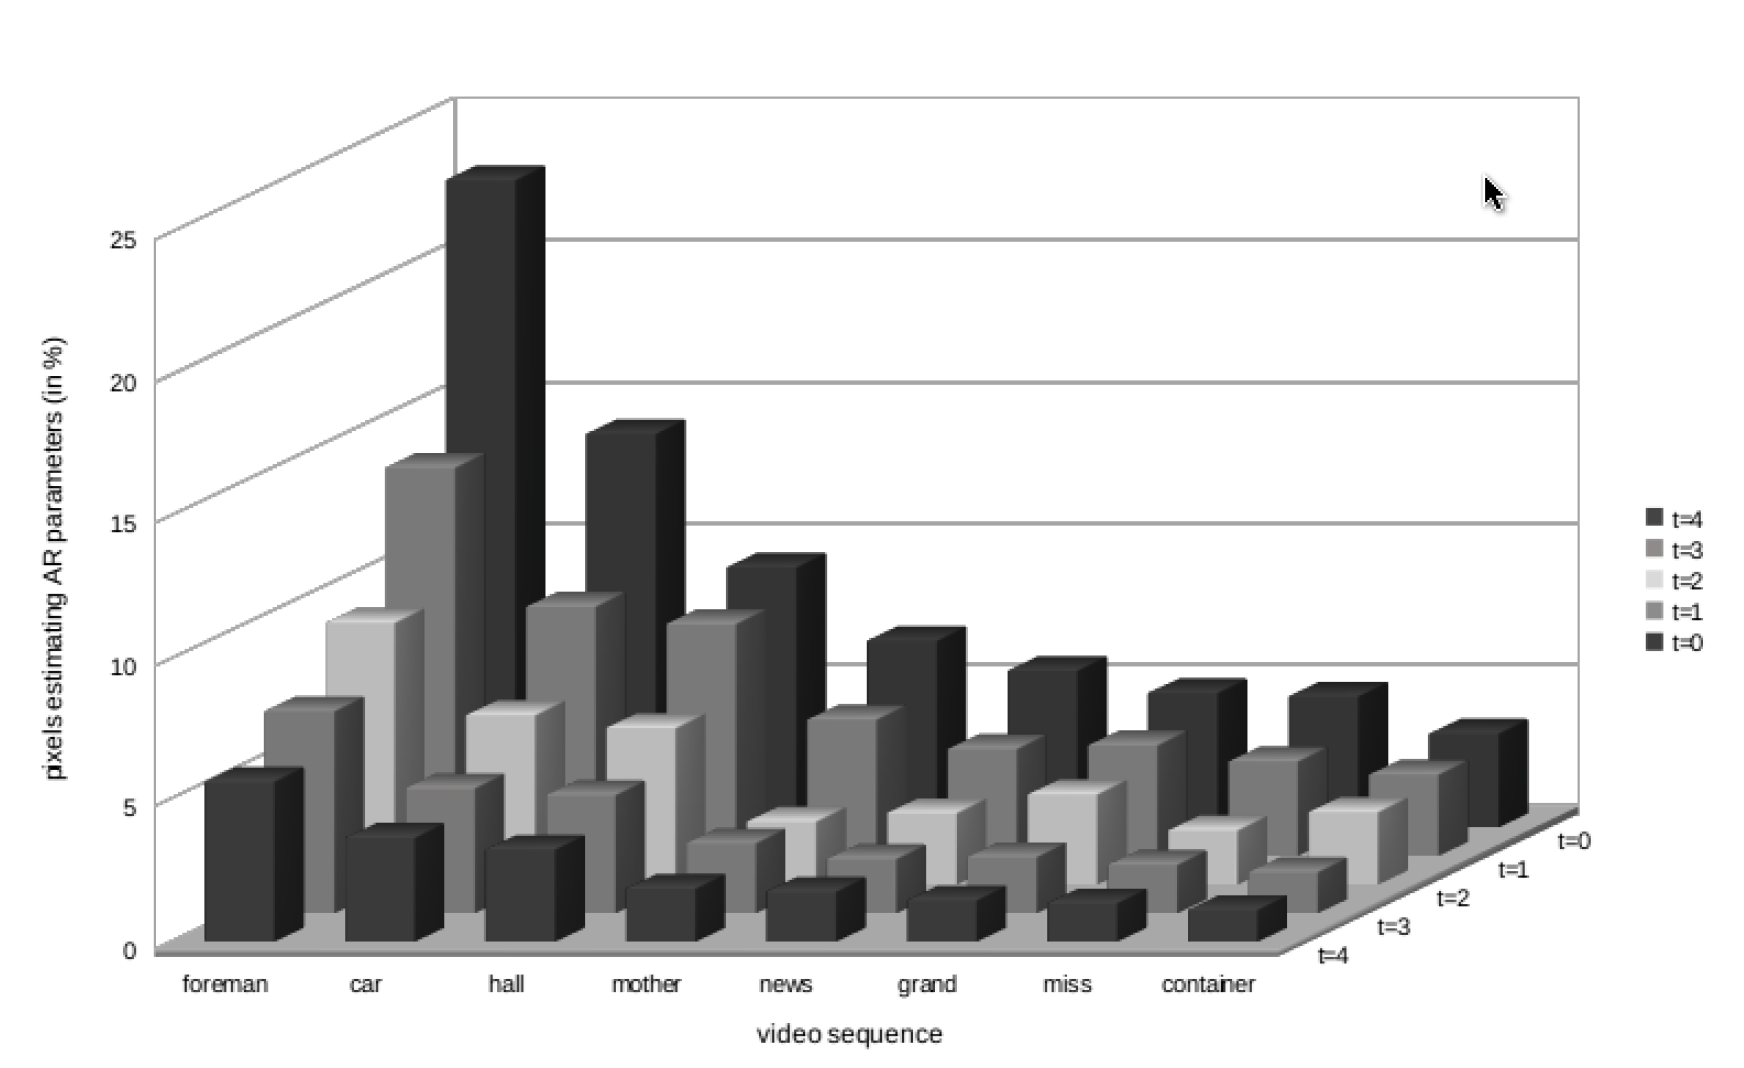 25
20
15
10
5
0
pixels estimating AR parameters (in %)
foreman car hall mother news grand miss container
video sequence
t=4
t=3
t=2
t=1
t=0
t=4
t=3
t=2
t=1
t=0